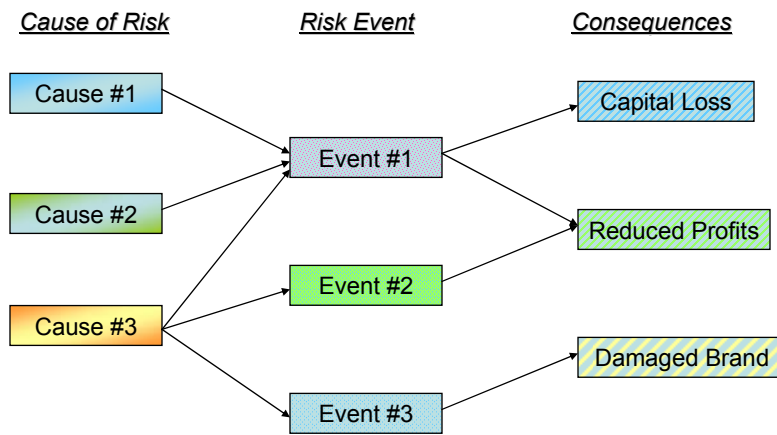 Cause of Risk
Risk Event
Consequences
Cause #1
Capital Loss
Event #1
Cause #2
Reduced Profits
Event #2
Cause #3
Damaged Brand
Event #3